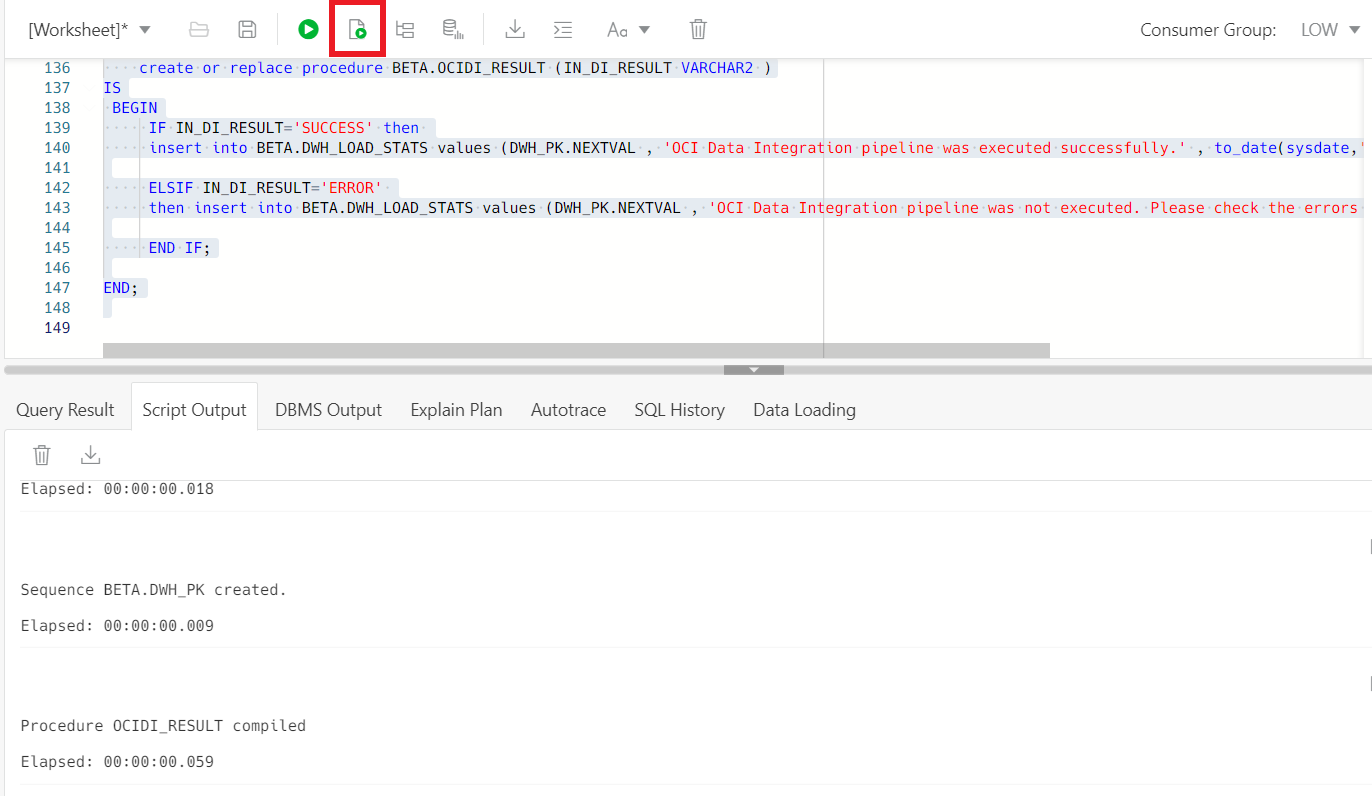 [Worksheet]* Aa Consumer Group: LOW
136 create or replace procedure BETA.OCIDI_RESULT (IN_DI_RESULT VARCHAR2 )
137 IS
138 BEGIN
139 IF IN_DI_RESULT='SUCCESS' then
140 insert into BETA.DWH_LOAD_STATS values (DWH_PK.NEXTVAL , 'OCI Data Integration pipeline was executed successfully.' , to_date(sysdate,'
141
142 ELSIF IN_DI_RESULT='ERROR'
143 then insert into BETA.DWH_LOAD_STATS values (DWH_PK.NEXTVAL , 'OCI Data Integration pipeline was not executed. Please check the errors
144
145 END IF;
146
147 END;
148
149
Query Result Script Output DBMS Output Explain Plan Autotrace SQL History Data Loading
Elapsed: 00:00:00.018
Sequence BETA.DWH_PK created.
Elapsed: 00:00:00.009
Procedure OCIDI_RESULT compiled
Elapsed: 00:00:00.059